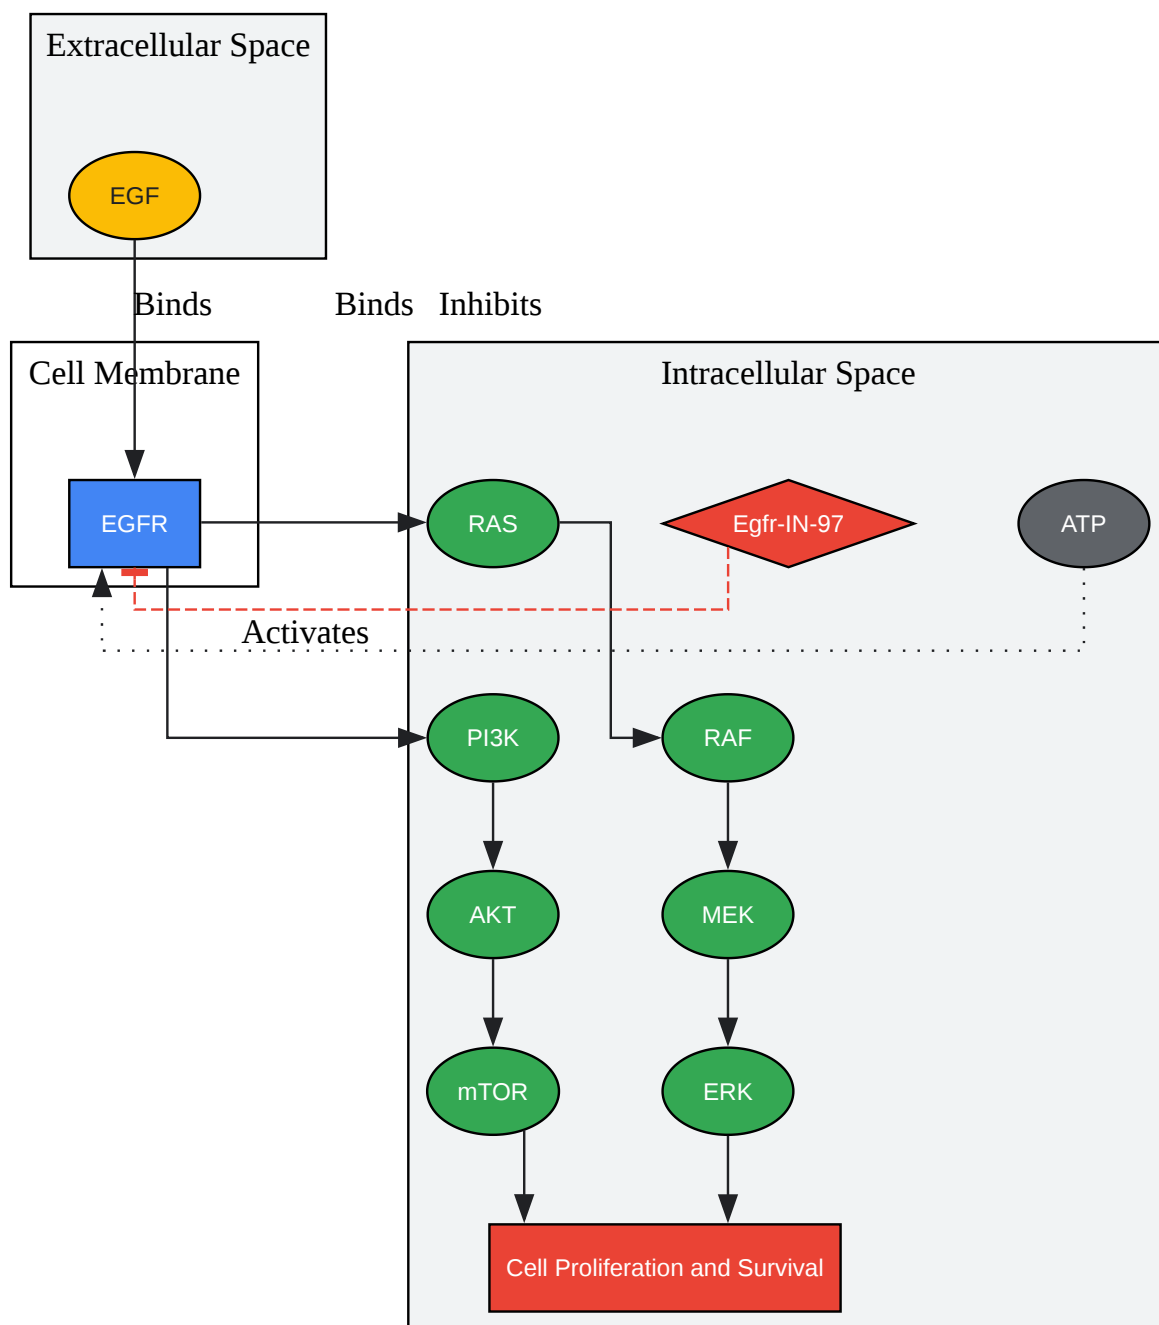 Extracellular Space
EGF
Binds
Binds
Inhibits
Cell Membrane
Intracellular Space
EGFR
RAS
Egfr-IN-97
ATP
Activates
PI3K
RAF
AKT
MEK
mTOR
ERK
Cell Proliferation and Survival